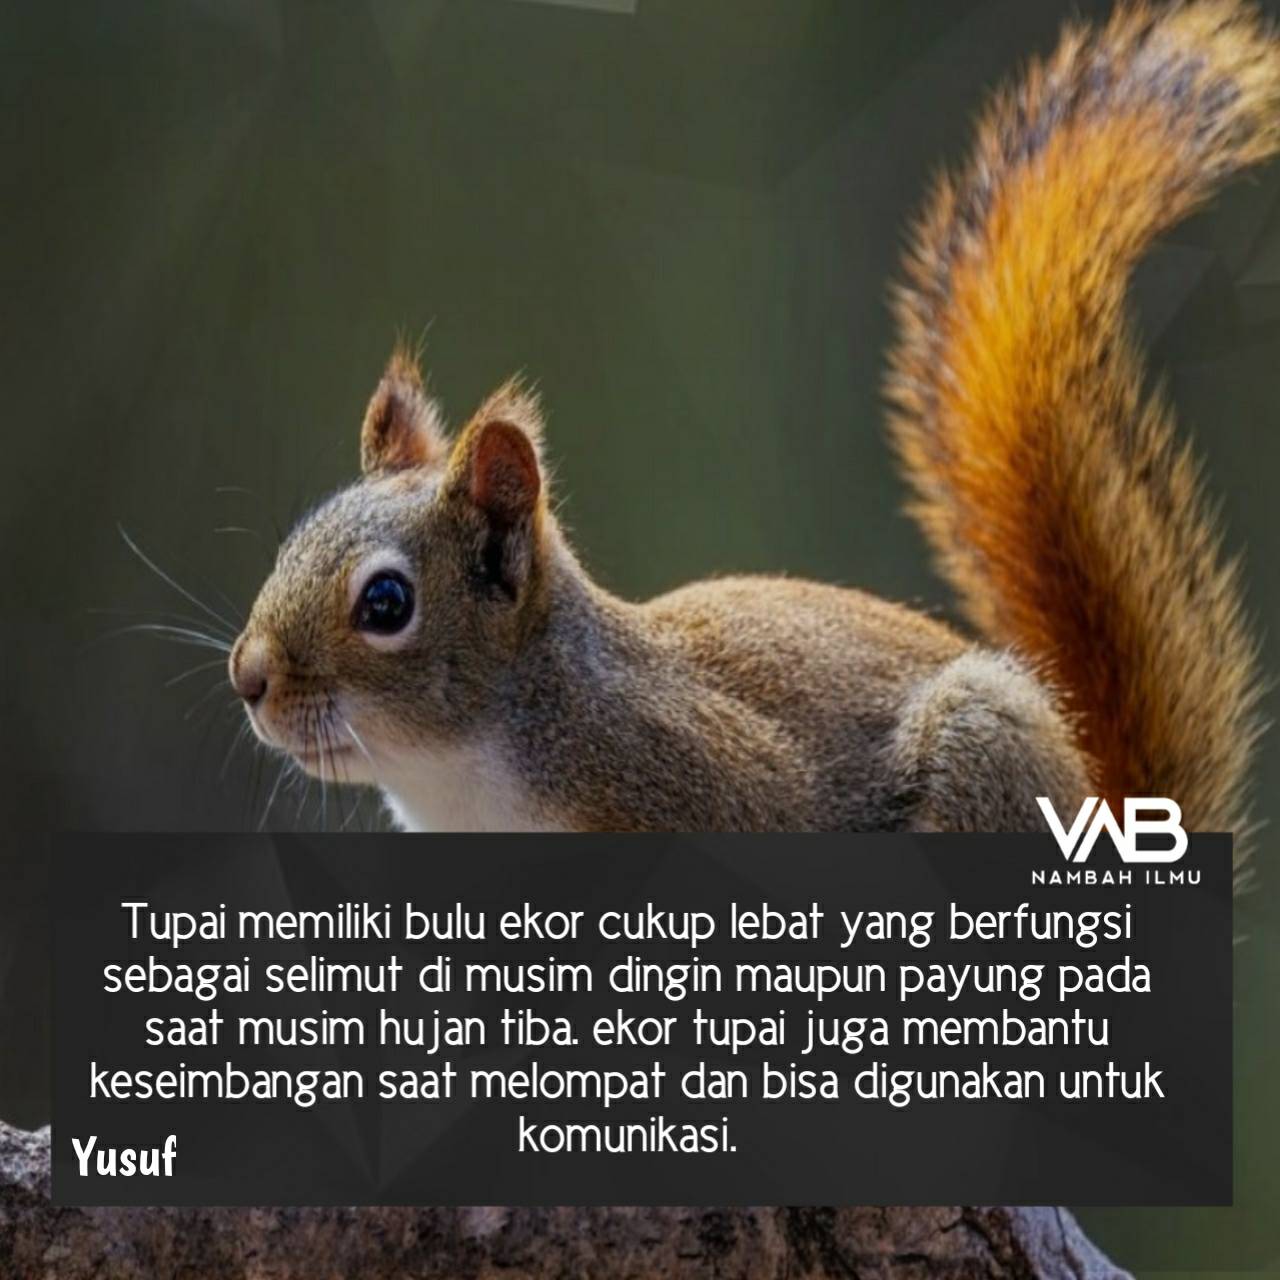 VAB
NAMBAH ILMU
Tupai memiliki bulu ekor cukup lebat yang berfungsi
sebagai selimut di musim dingin maupun payung pada
saat musim hujan tiba. ekor tupai juga membantu
keseimbangan saat melompat dan bisa digunakan untuk
komunikasi.
Yusuf